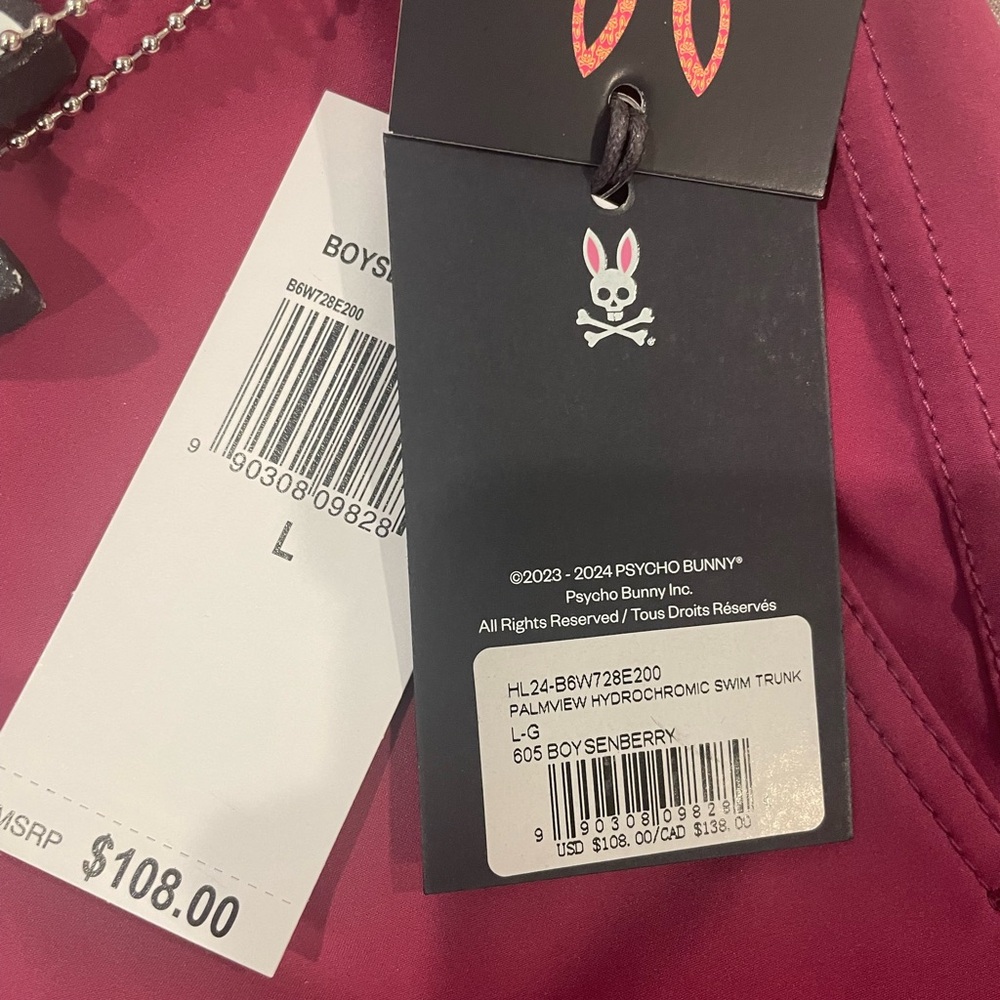 B6W728E200
9 90308 09828
L
MSRP
$108.00
©2023 - 2024 PSYCHO BUNNY®
Psycho Bunny Inc.
All Rights Reserved / Tous Droits Réservés
HL24-B6W728E200
PALMVIEW HYDROCHROMIC SWIM TRUNK
L-G
605 BOYSENBERRY
9 90308 09828
USD $108.00/CAD $138.00